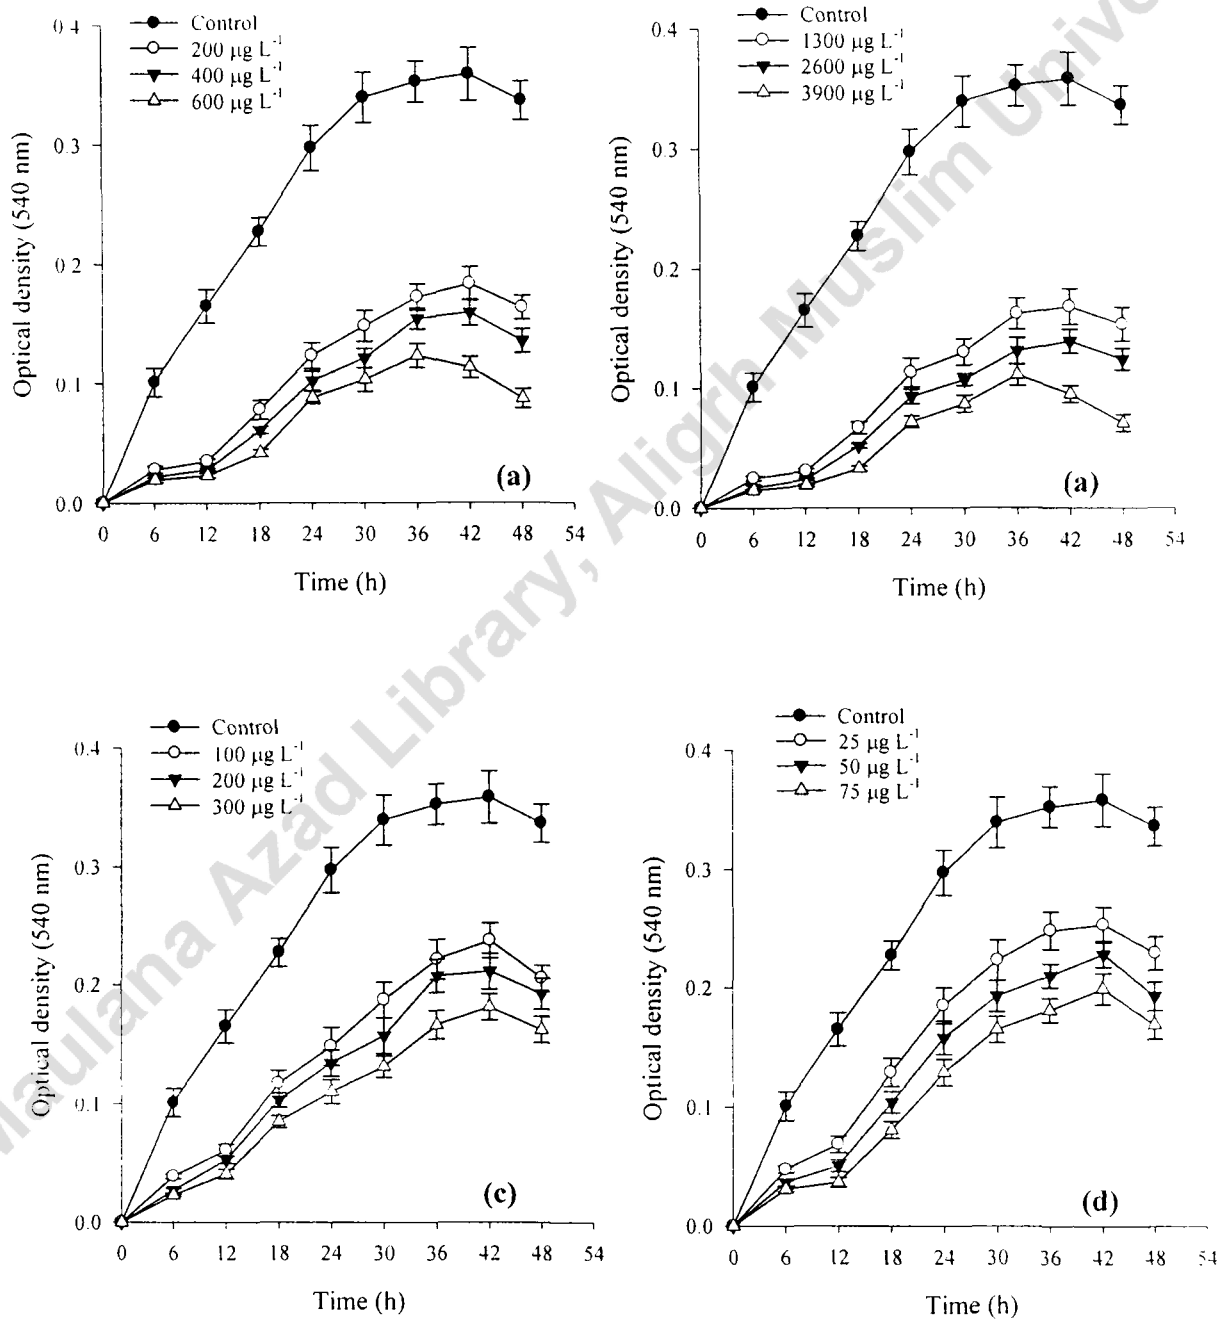 Control
200 µg L⁻¹
400 µg L⁻¹
600 µg L⁻¹
0.3
0.2
0.1
0.0
Optical density (540 nm)
(a)
0 6 12 18 24 30 36 42 48 54
Time (h)
Control
1300 µg L⁻¹
2600 µg L⁻¹
3900 µg L⁻¹
0.4
0.3
0.2
0.1
0.0
Optical density (540 nm)
(a)
0 6 12 18 24 30 36 42 48 54
Time (h)
Control
100 µg L⁻¹
200 µg L⁻¹
300 µg L⁻¹
0.4
0.3
0.2
0.1
0.0
Optical density (540 nm)
(c)
0 6 12 18 24 30 36 42 48 54
Time (h)
Control
25 µg L⁻¹
50 µg L⁻¹
75 µg L⁻¹
0.4
0.3
0.2
0.1
0.0
Optical density (540 nm)
(d)
0 6 12 18 24 30 36 42 48 54
Time (h)
Maulana Azad Library, Aligrh Muslim